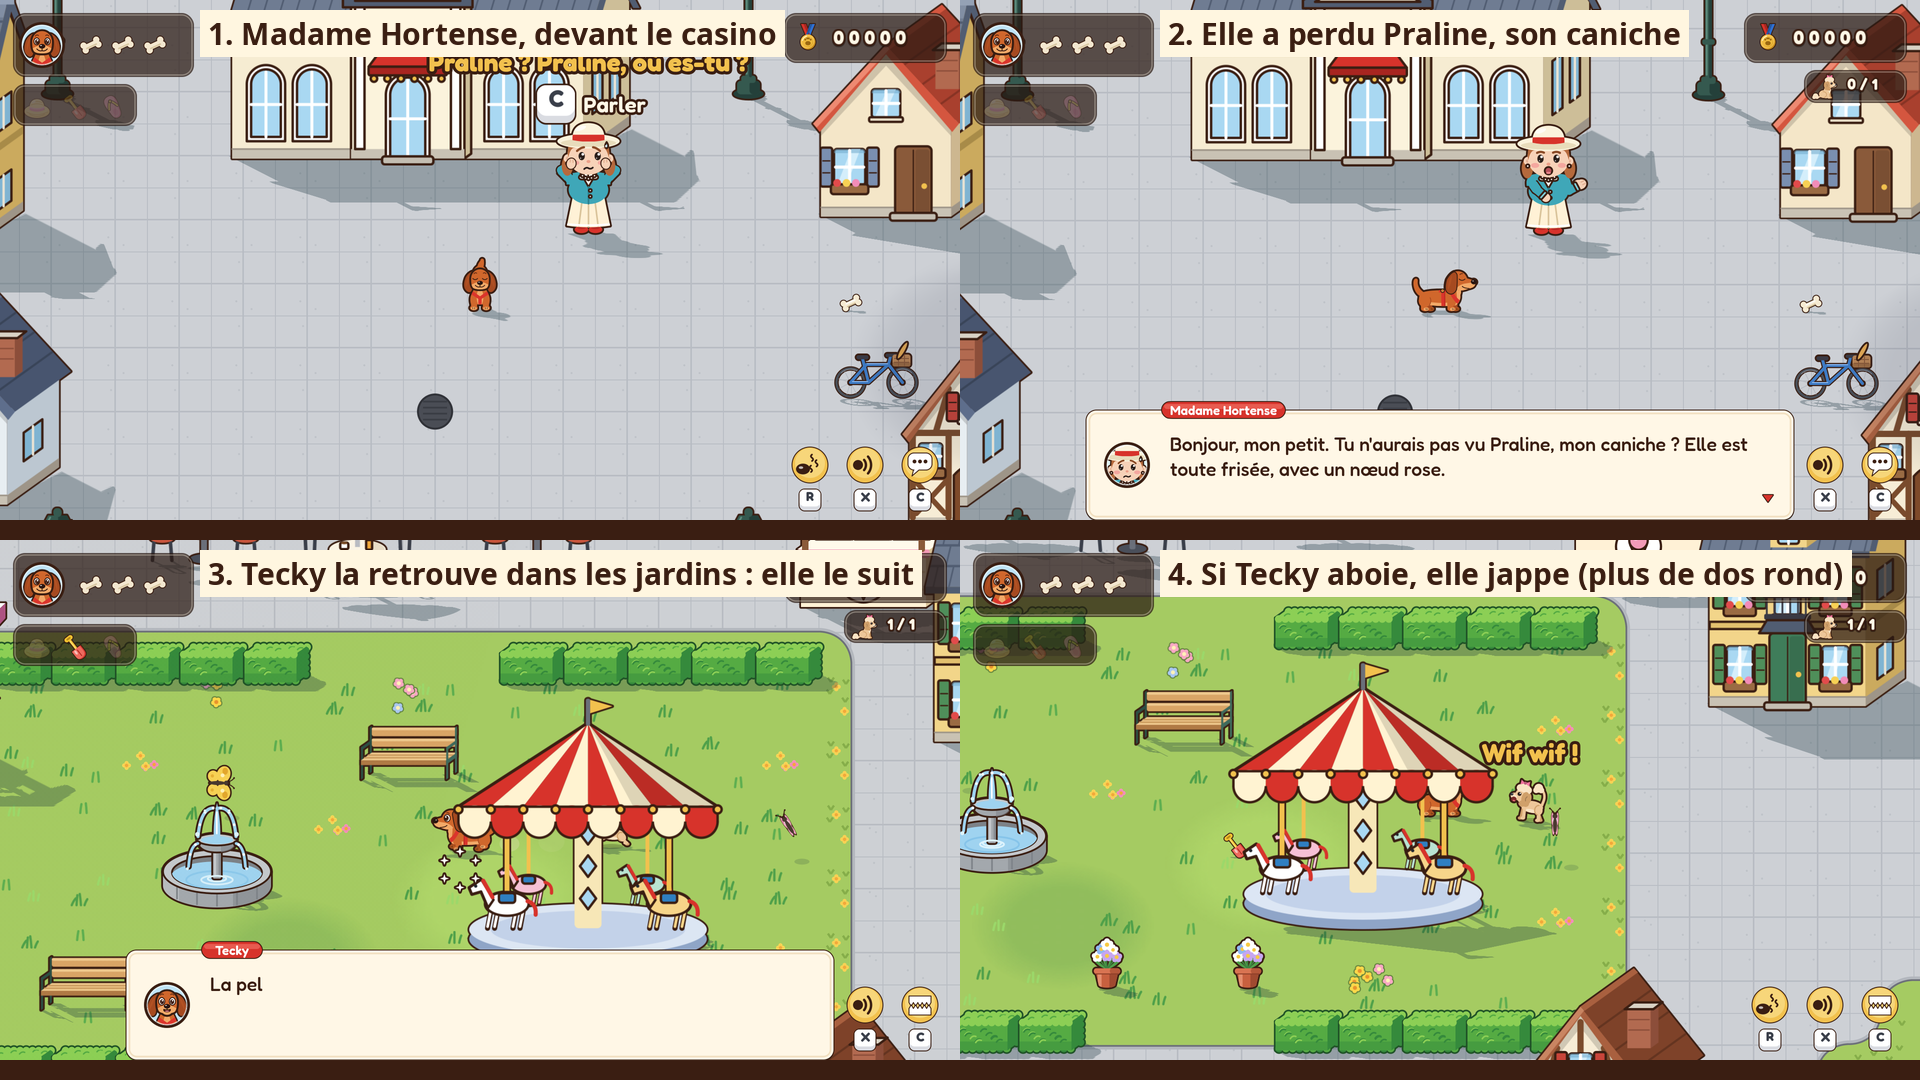 1. Madame Hortense, devant le casino
00000
Praline ? Praline, où es-tu ?
C Parler
R X C
2. Elle a perdu Praline, son caniche
00000
0/1
Madame Hortense
Bonjour, mon petit. Tu n'aurais pas vu Praline, mon caniche ? Elle est
toute frisée, avec un nœud rose.
X C
3. Tecky la retrouve dans les jardins : elle le suit
1/1
Tecky
La pel
X C
4. Si Tecky aboie, elle jappe (plus de dos rond)
0
1/1
Wif wif !
R X C